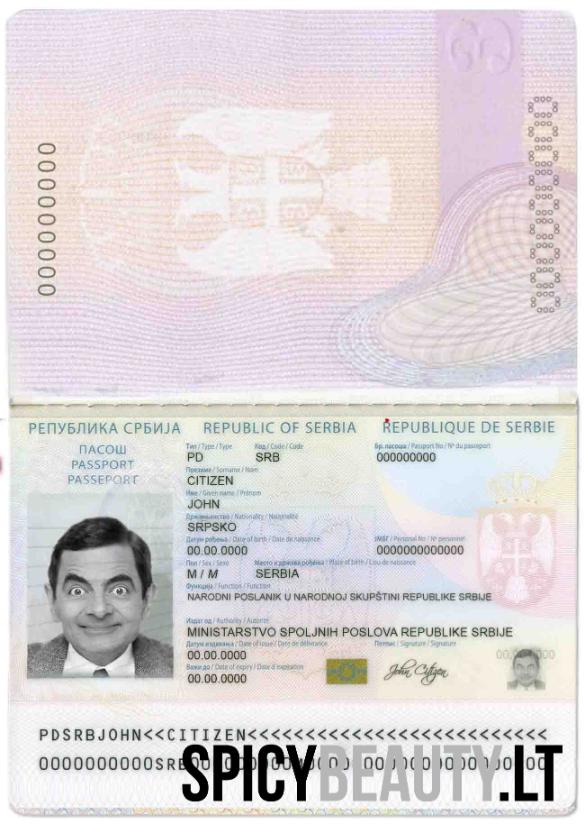 000000000
РЕПУБЛИКА СРБИЈА REPUBLIC OF SERBIA REPUBLIQUE DE SERBIE
ПАСОШ
PASSPORT
PASSEPORT
Тип / Type / Type Код / Code / Code Бр. пасоша / Passport No / Nº du passeport
PD SRB 000000000
Презиме / Surname / Nom
CITIZEN
Име / Given name / Prénom
JOHN
Држављанство / Nationality / Nationalité
SRPSKO
Датум рођења / Date of birth / Date de naissance ЈМБГ / Personal No / Nº personnel
00.00.0000 0000000000000
Пол / Sex / Sexe Место и држава рођења / Place of birth / Lieu de naissance
M / M SERBIA
Функција / Function / Function
NARODNI POSLANIK U NARODNOJ SKUPŠTINI REPUBLIKE SRBIJE
Издат од / Authority / Autorité
MINISTARSTVO SPOLJNIH POSLOVA REPUBLIKE SRBIJE
Датум издавања / Date of issue / Date de délivrance Потпис / Signature / Signature
00.00.0000
Важи до / Date of expiry / Date d'expiration
00.00.0000 John Citizen
PDSRBJOHN<<CITIZEN<<<<<<<<<<<<<<<<<<<<<<<<<<
SPICYBEAUTY.LT